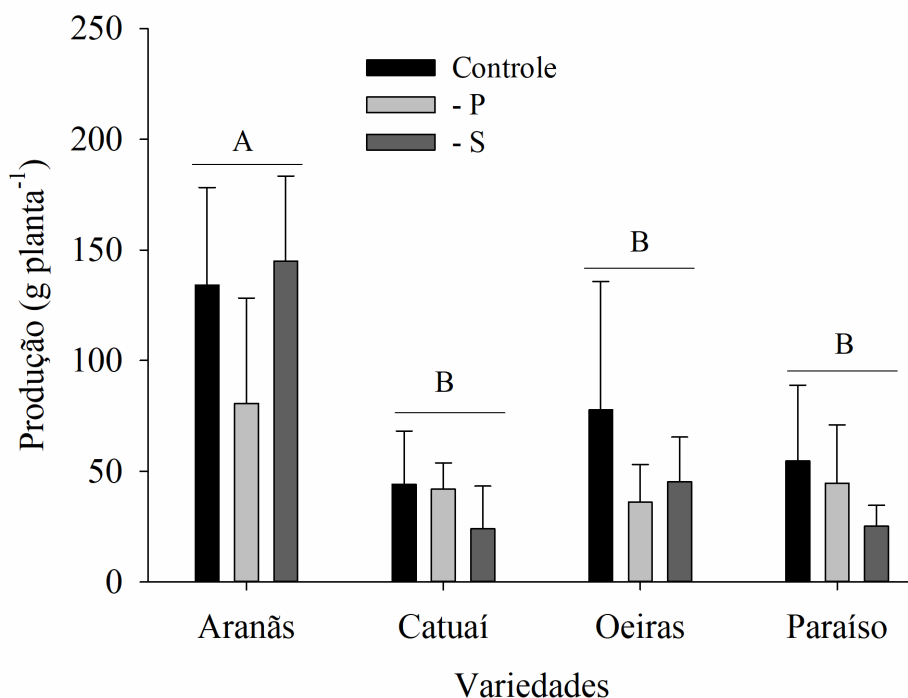 250
200
150
100
50
0
Produção (g planta⁻¹)
Controle
- P
- S
A
B
B
B
Aranãs
Catuaí
Oeiras
Paraíso
Variedades